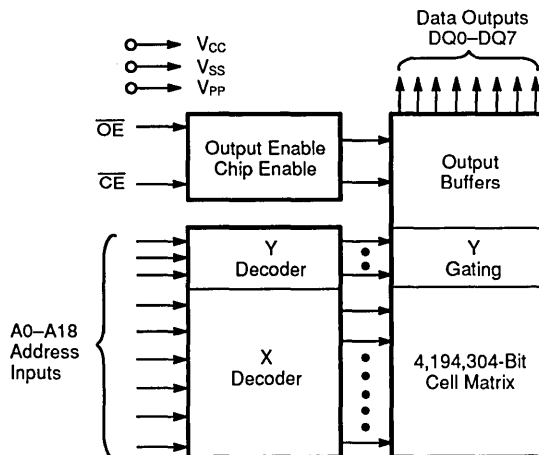 Data Outputs
DQ0–DQ7
VCC
VSS
VPP
OE
CE
Output Enable
Chip Enable
Output
Buffers
Y
Decoder
Y
Gating
A0–A18
Address
Inputs
X
Decoder
4,194,304-Bit
Cell Matrix